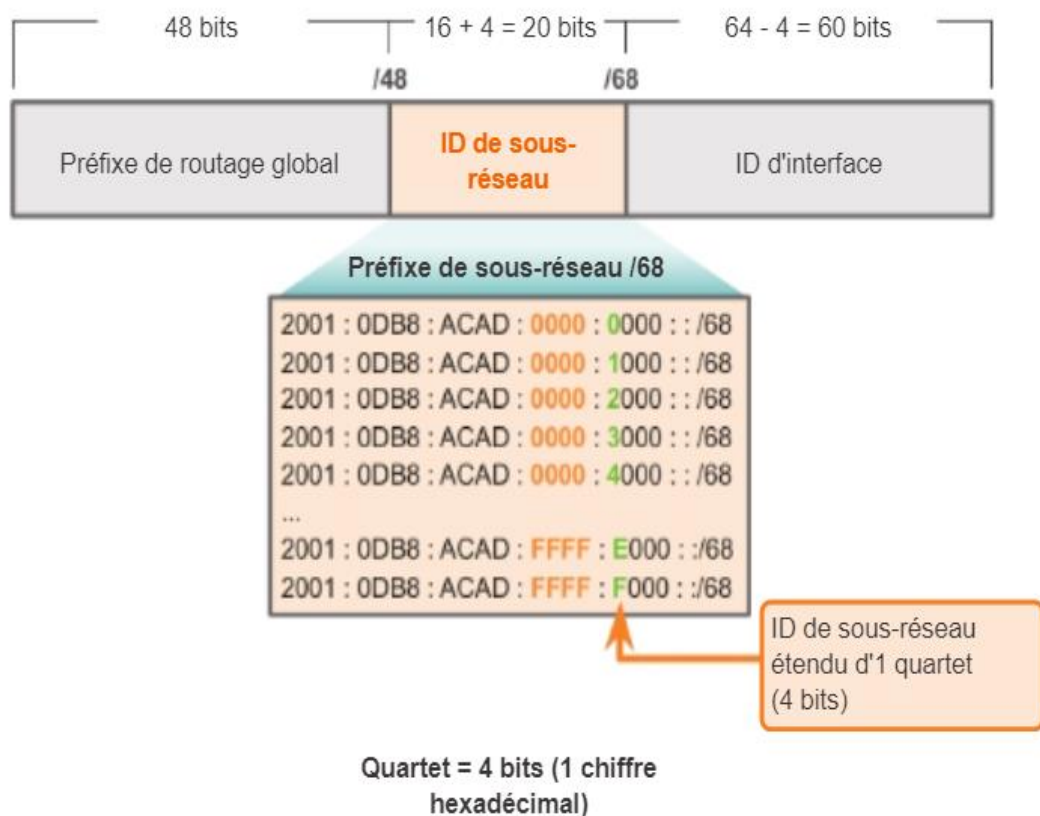 48 bits
16 + 4 = 20 bits
64 - 4 = 60 bits
/48
/68
Préfixe de routage global
ID de sous-
réseau
ID d'interface
Préfixe de sous-réseau /68
2001 : 0DB8 : ACAD : 0000 : 0000 : : /68
2001 : 0DB8 : ACAD : 0000 : 1000 : : /68
2001 : 0DB8 : ACAD : 0000 : 2000 : : /68
2001 : 0DB8 : ACAD : 0000 : 3000 : : /68
2001 : 0DB8 : ACAD : 0000 : 4000 : : /68
...
2001 : 0DB8 : ACAD : FFFF : E000 : :/68
2001 : 0DB8 : ACAD : FFFF : F000 : :/68
ID de sous-réseau
étendu d'1 quartet
(4 bits)
Quartet = 4 bits (1 chiffre
hexadécimal)